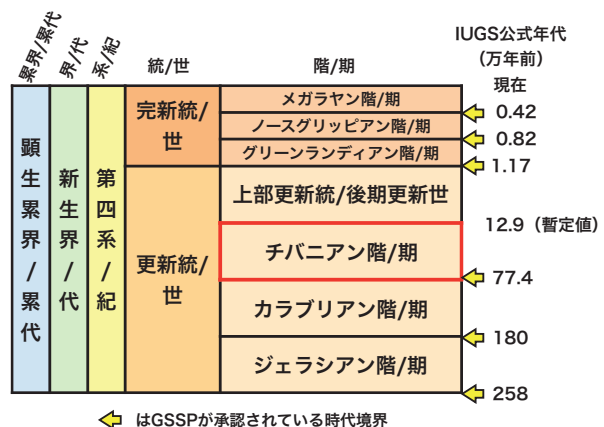 累界/累代
界/代
系/紀
統/世
階/期
IUGS公式年代
（万年前）
現在
顕生累界/累代
新生界/代
第四系/紀
完新統/
世
メガラヤン階/期
0.42
ノースグリッピアン階/期
0.82
グリーンランディアン階/期
1.17
更新統/
世
上部更新統/後期更新世
12.9（暫定値）
チバニアン階/期
77.4
カラブリアン階/期
180
ジェラシアン階/期
258
はGSSPが承認されている時代境界